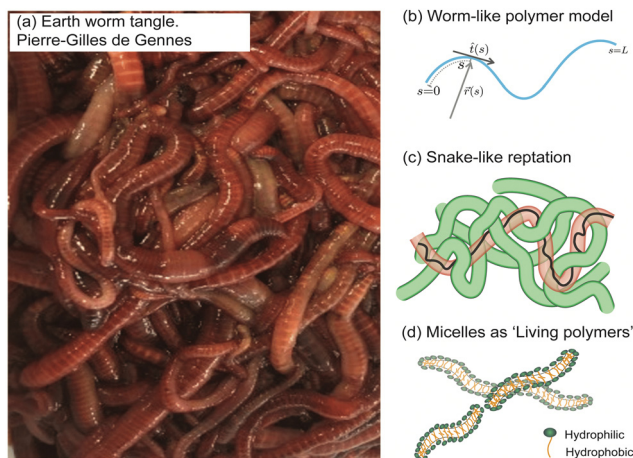 (a) Earth worm tangle.
Pierre-Gilles de Gennes
(b) Worm-like polymer model
t̂(s)
s=L
s
s=0
r⃗(s)
(c) Snake-like reptation
(d) Micelles as ‘Living polymers’
Hydrophilic
Hydrophobic